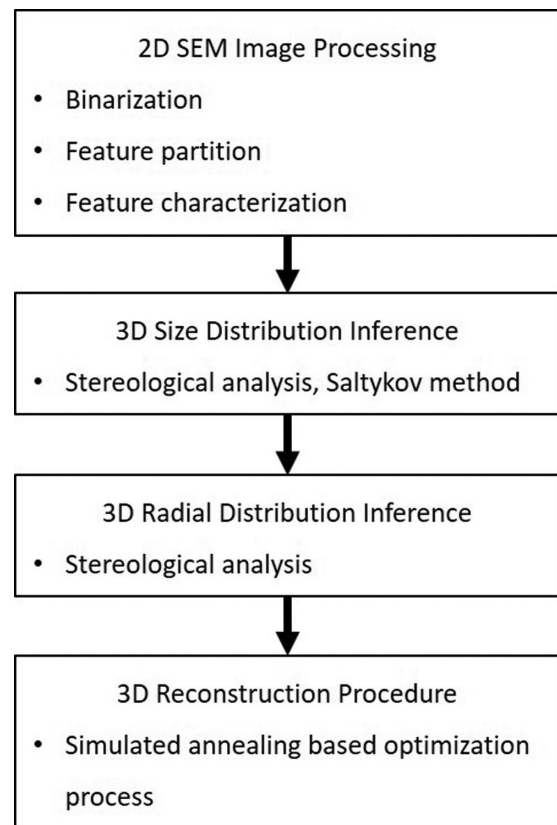 2D SEM Image Processing
• Binarization
• Feature partition
• Feature characterization
3D Size Distribution Inference
• Stereological analysis, Saltykov method
3D Radial Distribution Inference
• Stereological analysis
3D Reconstruction Procedure
• Simulated annealing based optimization
process